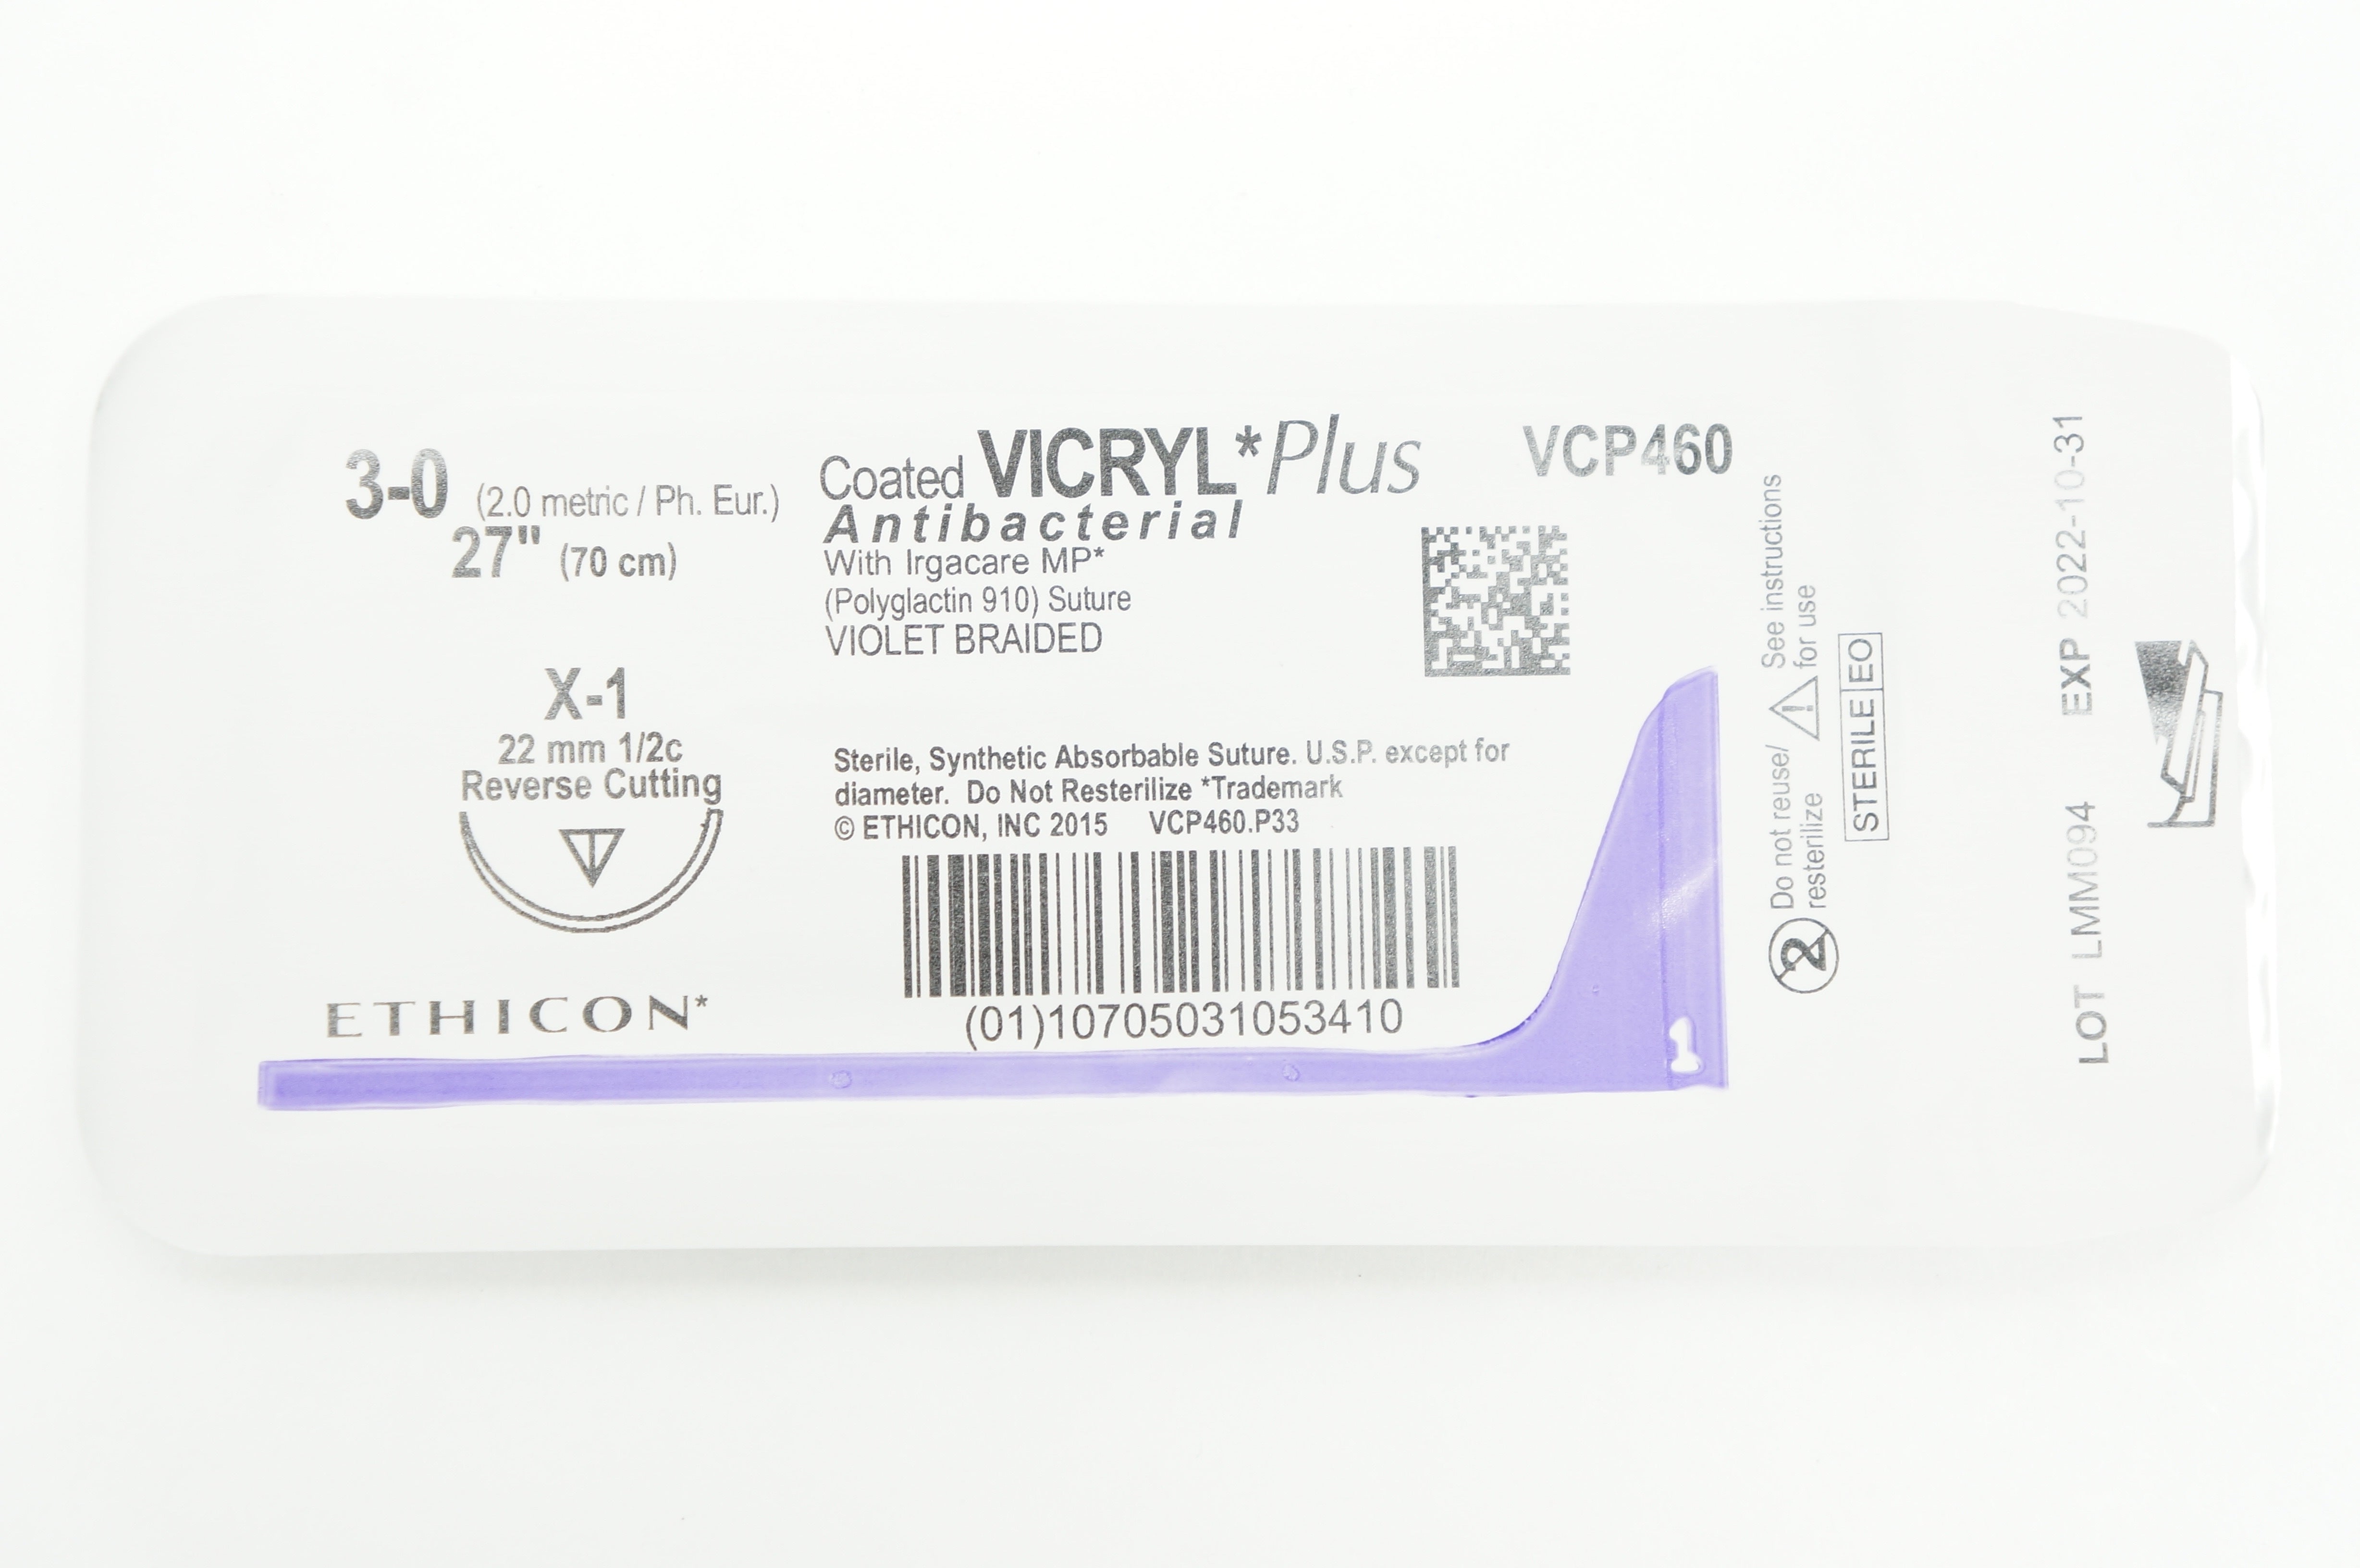 3-0 (2.0 metric / Ph. Eur.)
27" (70 cm)
X-1
22 mm 1/2c
Reverse Cutting
ETHICON*
Coated VICRYL* Plus
Antibacterial
With Irgacare MP*
(Polyglactin 910) Suture
VIOLET BRAIDED
VCP460
Sterile, Synthetic Absorbable Suture. U.S.P. except for
diameter. Do Not Resterilize *Trademark
© ETHICON, INC 2015 VCP460.P33
(01)10705031053410
1
2 Do not reuse/
resterilize
See instructions
for use
STERILE EO
LOT LMM094 EXP 2022-10-31